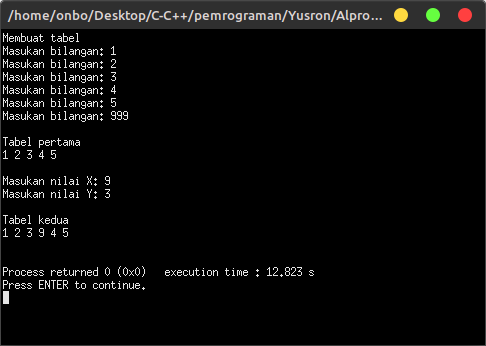 /home/onbo/Desktop/C-C++/pemrograman/Yusron/Alpro...
Membuat tabel
Masukan bilangan: 1
Masukan bilangan: 2
Masukan bilangan: 3
Masukan bilangan: 4
Masukan bilangan: 5
Masukan bilangan: 999
Tabel pertama
1 2 3 4 5
Masukan nilai X: 9
Masukan nilai Y: 3
Tabel kedua
1 2 3 9 4 5
Process returned 0 (0x0)   execution time : 12.823 s
Press ENTER to continue.